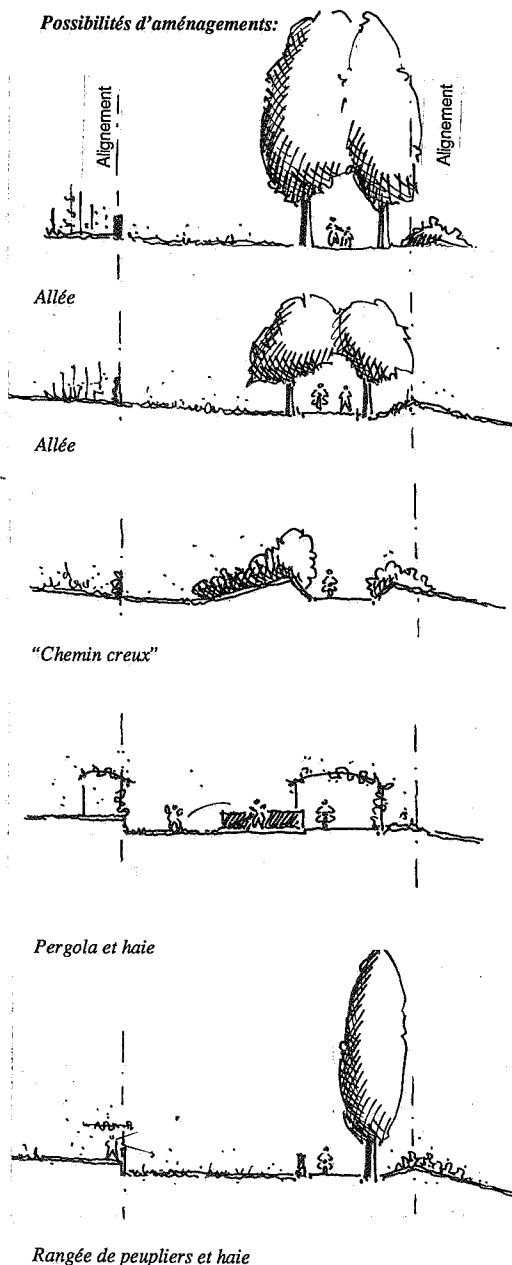 Possibilités d’aménagements:
Alignement
Alignement
Allée
Allée
“Chemin creux”
Pergola et haie
Rangée de peupliers et haie